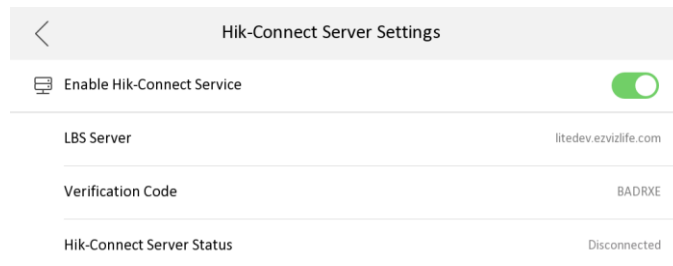 Hik-Connect Server Settings
Enable Hik-Connect Service
LBS Server litedev.ezvizlife.com
Verification Code BADRXE
Hik-Connect Server Status Disconnected